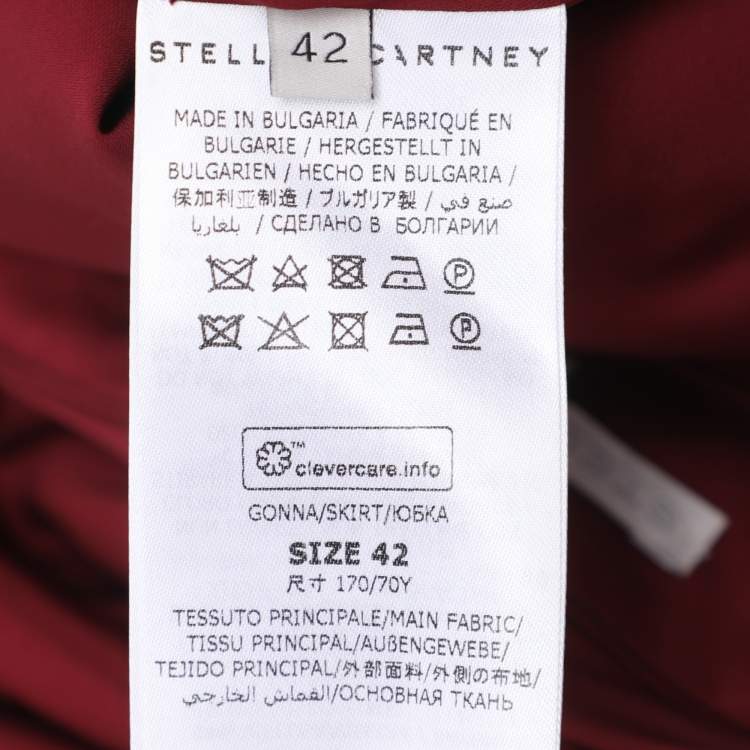 STELL 42 CARTNEY
MADE IN BULGARIA / FABRIQUÉ EN
BULGARIE / HERGESTELLT IN
BULGARIEN / HECHO EN BULGARIA /
保加利亚制造 / ブルガリア製 / صنع في
بلغاريا / СДЕЛАНО В БОЛГАРИИ
P
P
™
clevercare.info
GONNA/SKIRT/ЮБКА
SIZE 42
尺寸 170/70Y
TESSUTO PRINCIPALE/MAIN FABRIC/
TISSU PRINCIPAL/AUßENGEWEBE/
TEJIDO PRINCIPAL/外部面料/外側の布地/
القماش الخارجي/ОСНОВНАЯ ТКАНЬ